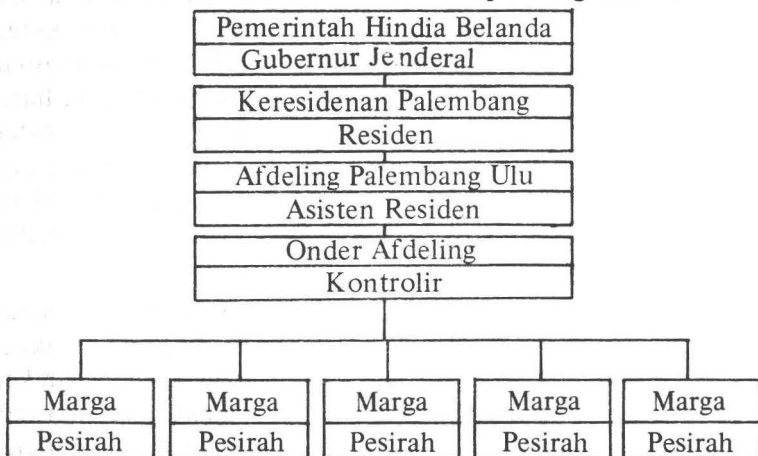 Pemerintah Hindia Belanda
Gubernur Jenderal
Keresidenan Palembang
Residen
Afdeling Palembang Ulu
Asisten Residen
Onder Afdeling
Kontrolir
Marga Marga Marga Marga Marga
Pesirah Pesirah Pesirah Pesirah Pesirah